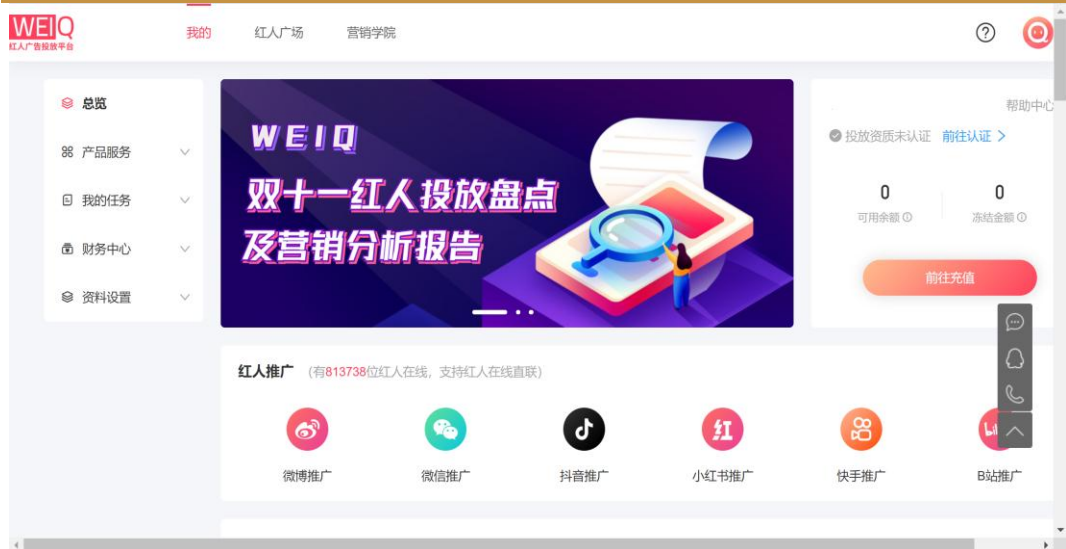 WEIQ
红人广告投放平台
我的 红人广场 营销学院
总览
产品服务
我的任务
财务中心
资料设置
WEIQ
双十一红人投放盘点
及营销分析报告
帮助中心
投放资质未认证 前往认证
0 0
可用余额 冻结金额
前往充值
红人推广 (有813738位红人在线，支持红人在线直联)
微博推广 微信推广 抖音推广 小红书推广 快手推广 B站推广